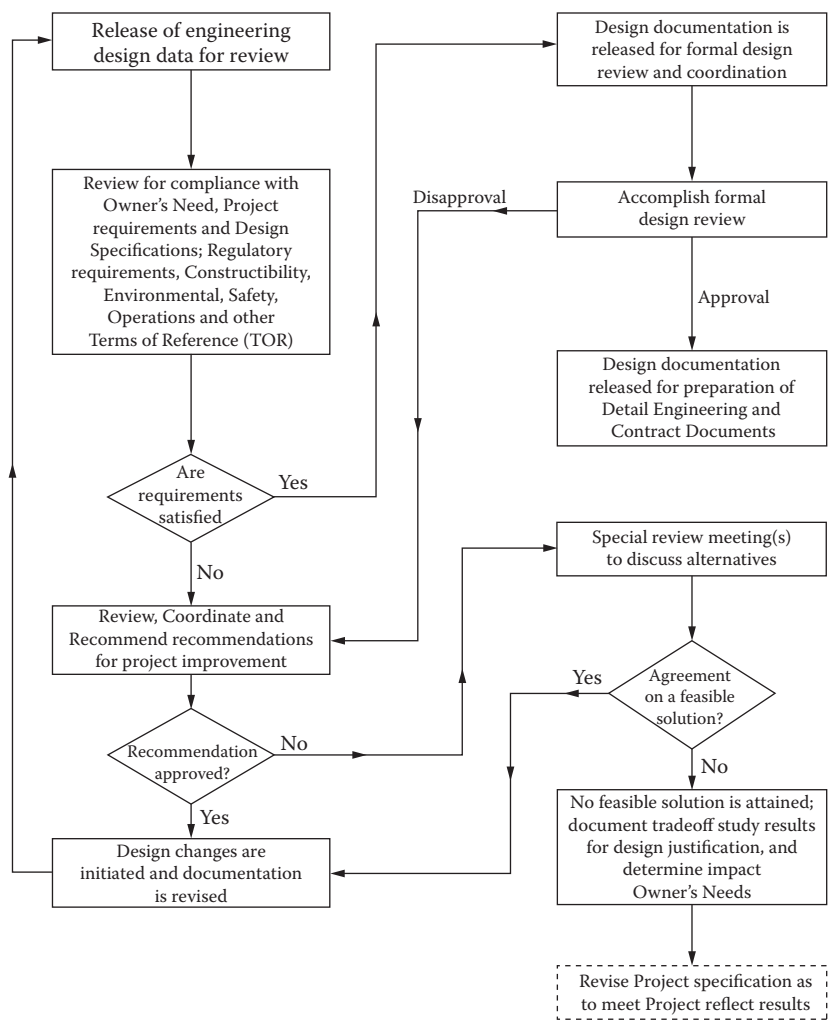 Release of engineering
design data for review
Review for compliance with
Owner's Need, Project
requirements and Design
Specifications; Regulatory
requirements, Constructibility,
Environmental, Safety,
Operations and other
Terms of Reference (TOR)
Are
requirements
satisfied
Yes
No
Review, Coordinate and
Recommend recommendations
for project improvement
Recommendation
approved?
No
Yes
Design changes are
initiated and documentation
is revised
Design documentation is
released for formal design
review and coordination
Disapproval
Accomplish formal
design review
Approval
Design documentation
released for preparation of
Detail Engineering and
Contract Documents
Special review meeting(s)
to discuss alternatives
Yes
Agreement
on a feasible
solution?
No
No feasible solution is attained;
document tradeoff study results
for design justification, and
determine impact
Owner's Needs
Revise Project specification as
to meet Project reflect results